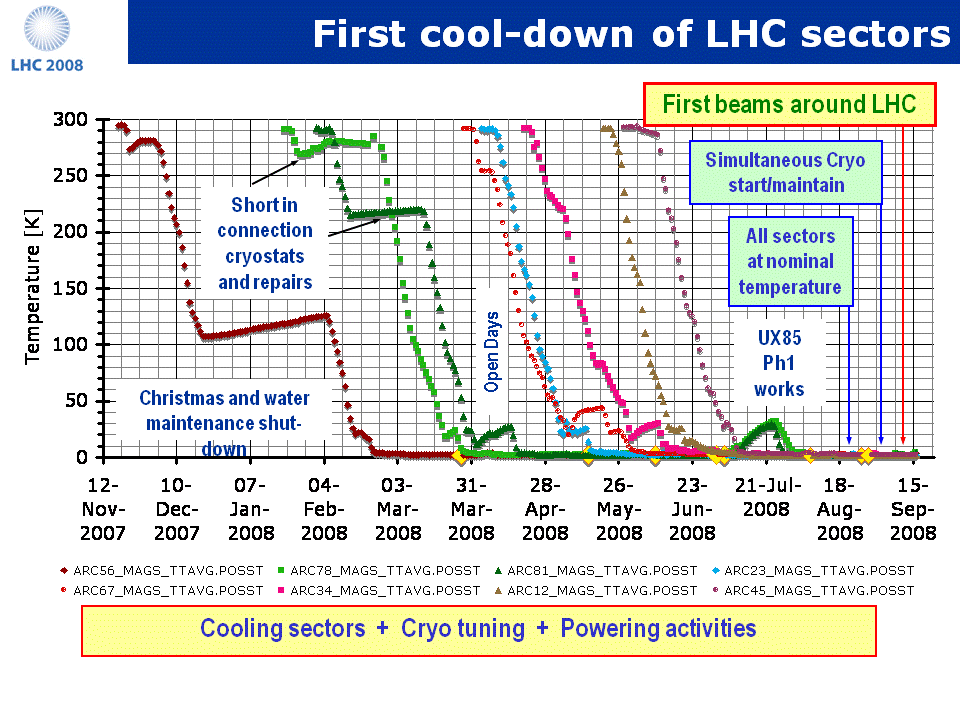 LHC 2008
First cool-down of LHC sectors
First beams around LHC
Simultaneous Cryo
start/maintain
All sectors
at nominal
temperature
Short in
connection
cryostats
and repairs
UX85
Ph1
works
Open Days
Christmas and water
maintenance shut-
down
Temperature [K]
300
250
200
150
100
50
0
12-
Nov-
2007
10-
Dec-
2007
07-
Jan-
2008
04-
Feb-
2008
03-
Mar-
2008
31-
Mar-
2008
28-
Apr-
2008
26-
May-
2008
23-
Jun-
2008
21-Jul-
2008
18-
Aug-
2008
15-
Sep-
2008
ARC56_MAGS_TTAVG.POSST ARC78_MAGS_TTAVG.POSST ARC81_MAGS_TTAVG.POSST ARC23_MAGS_TTAVG.POSST
ARC67_MAGS_TTAVG.POSST ARC34_MAGS_TTAVG.POSST ARC12_MAGS_TTAVG.POSST ARC45_MAGS_TTAVG.POSST
Cooling sectors + Cryo tuning + Powering activities